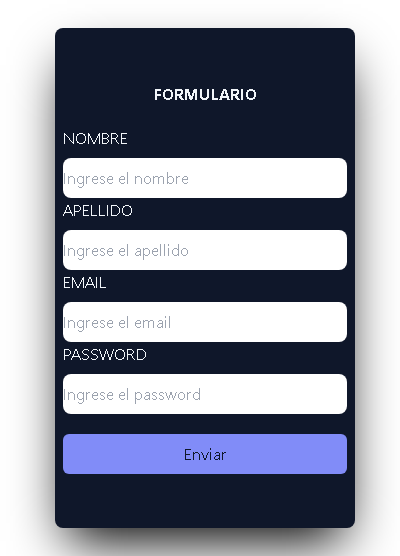 FORMULARIO
NOMBRE
Ingrese el nombre
APELLIDO
Ingrese el apellido
EMAIL
Ingrese el email
PASSWORD
Ingrese el password
Enviar